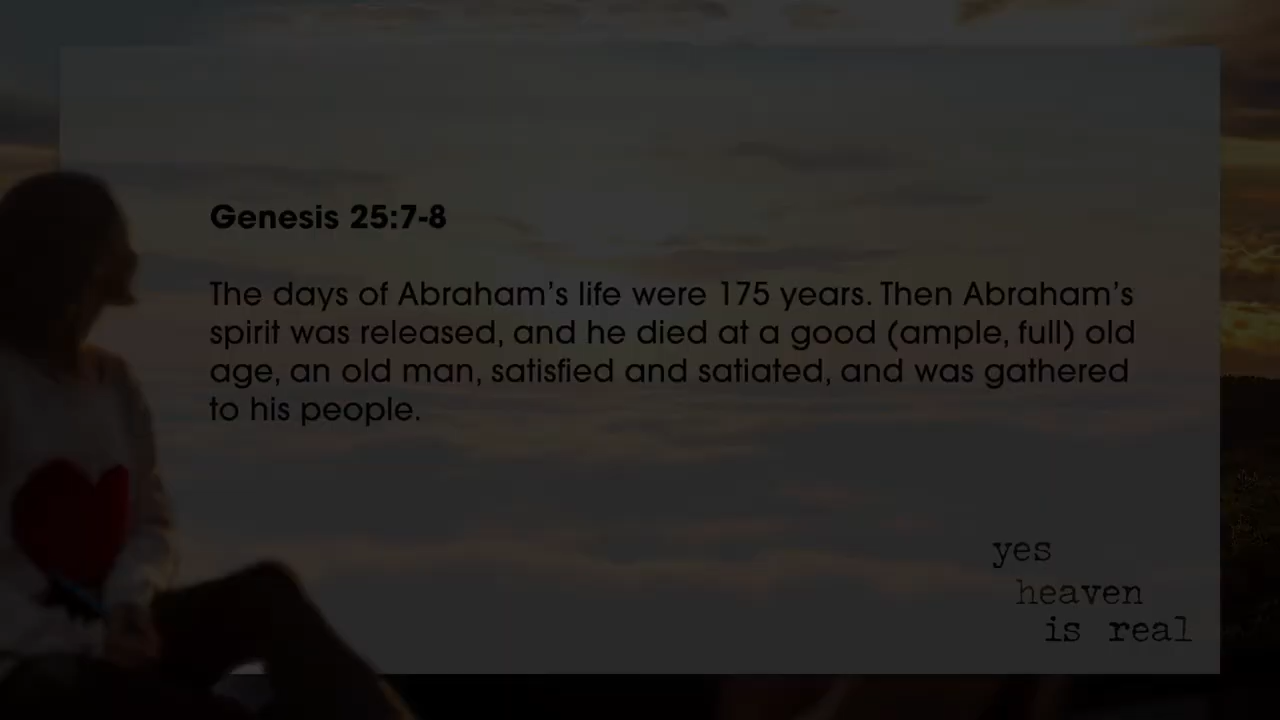 Genesis 25:7-8
The days of Abraham's life were 175 years. Then Abraham's
spirit was released, and he died at a good (ample, full) old
age, an old man, satisfied and satiated, and was gathered
to his people.
yes
heaven
is real